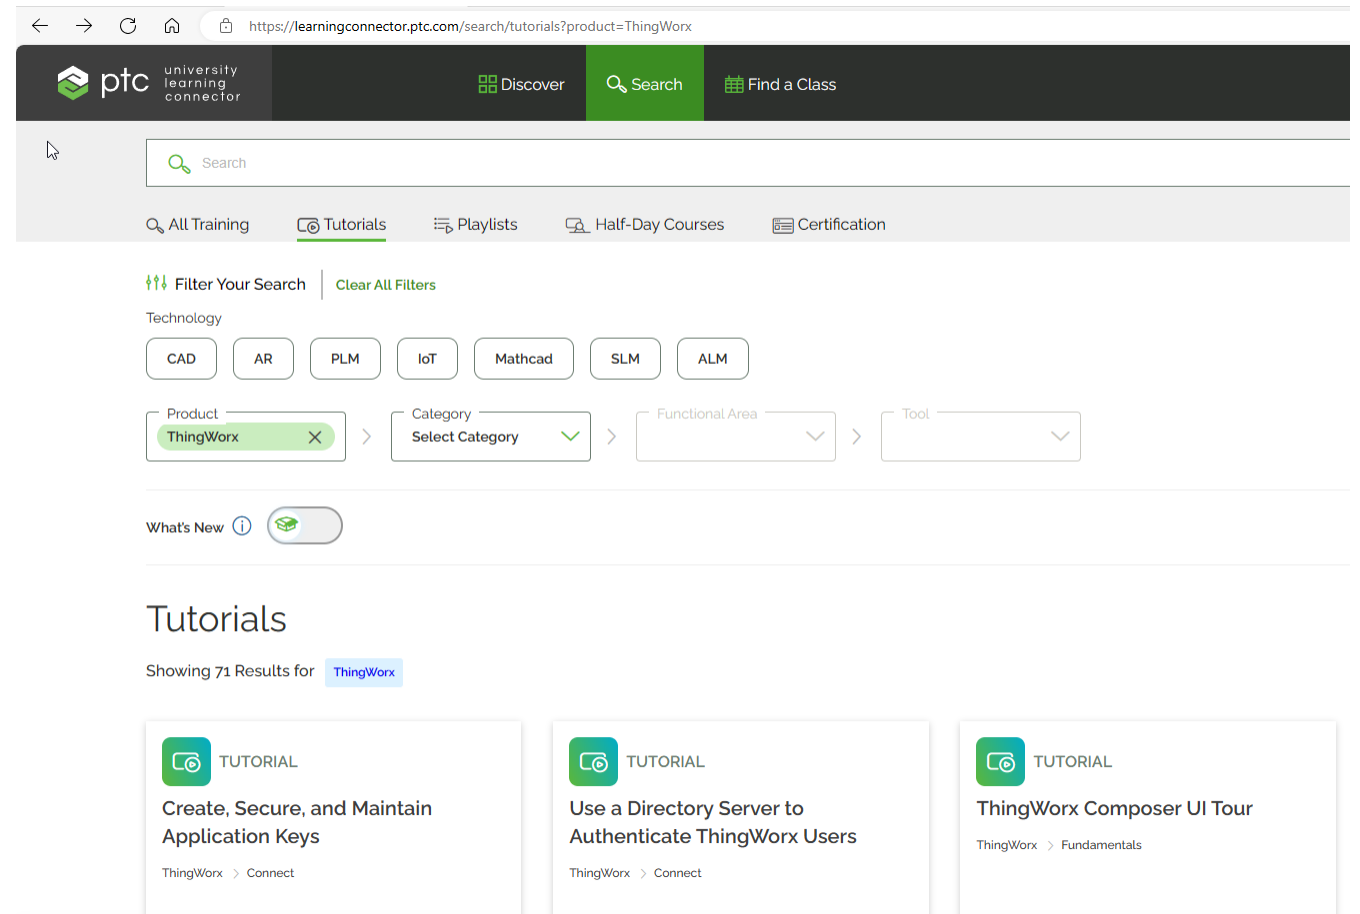 https://learningconnector.ptc.com/search/tutorials?product=ThingWorx
ptc university learning connector
Discover
Search
Find a Class
Search
All Training
Tutorials
Playlists
Half-Day Courses
Certification
Filter Your Search
Clear All Filters
Technology
CAD
AR
PLM
IoT
Mathcad
SLM
ALM
Product
ThingWorx
Category
Select Category
Functional Area
Tool
What's New
Tutorials
Showing 71 Results for ThingWorx
TUTORIAL
Create, Secure, and Maintain
Application Keys
ThingWorx > Connect
TUTORIAL
Use a Directory Server to
Authenticate ThingWorx Users
ThingWorx > Connect
TUTORIAL
ThingWorx Composer UI Tour
ThingWorx > Fundamentals